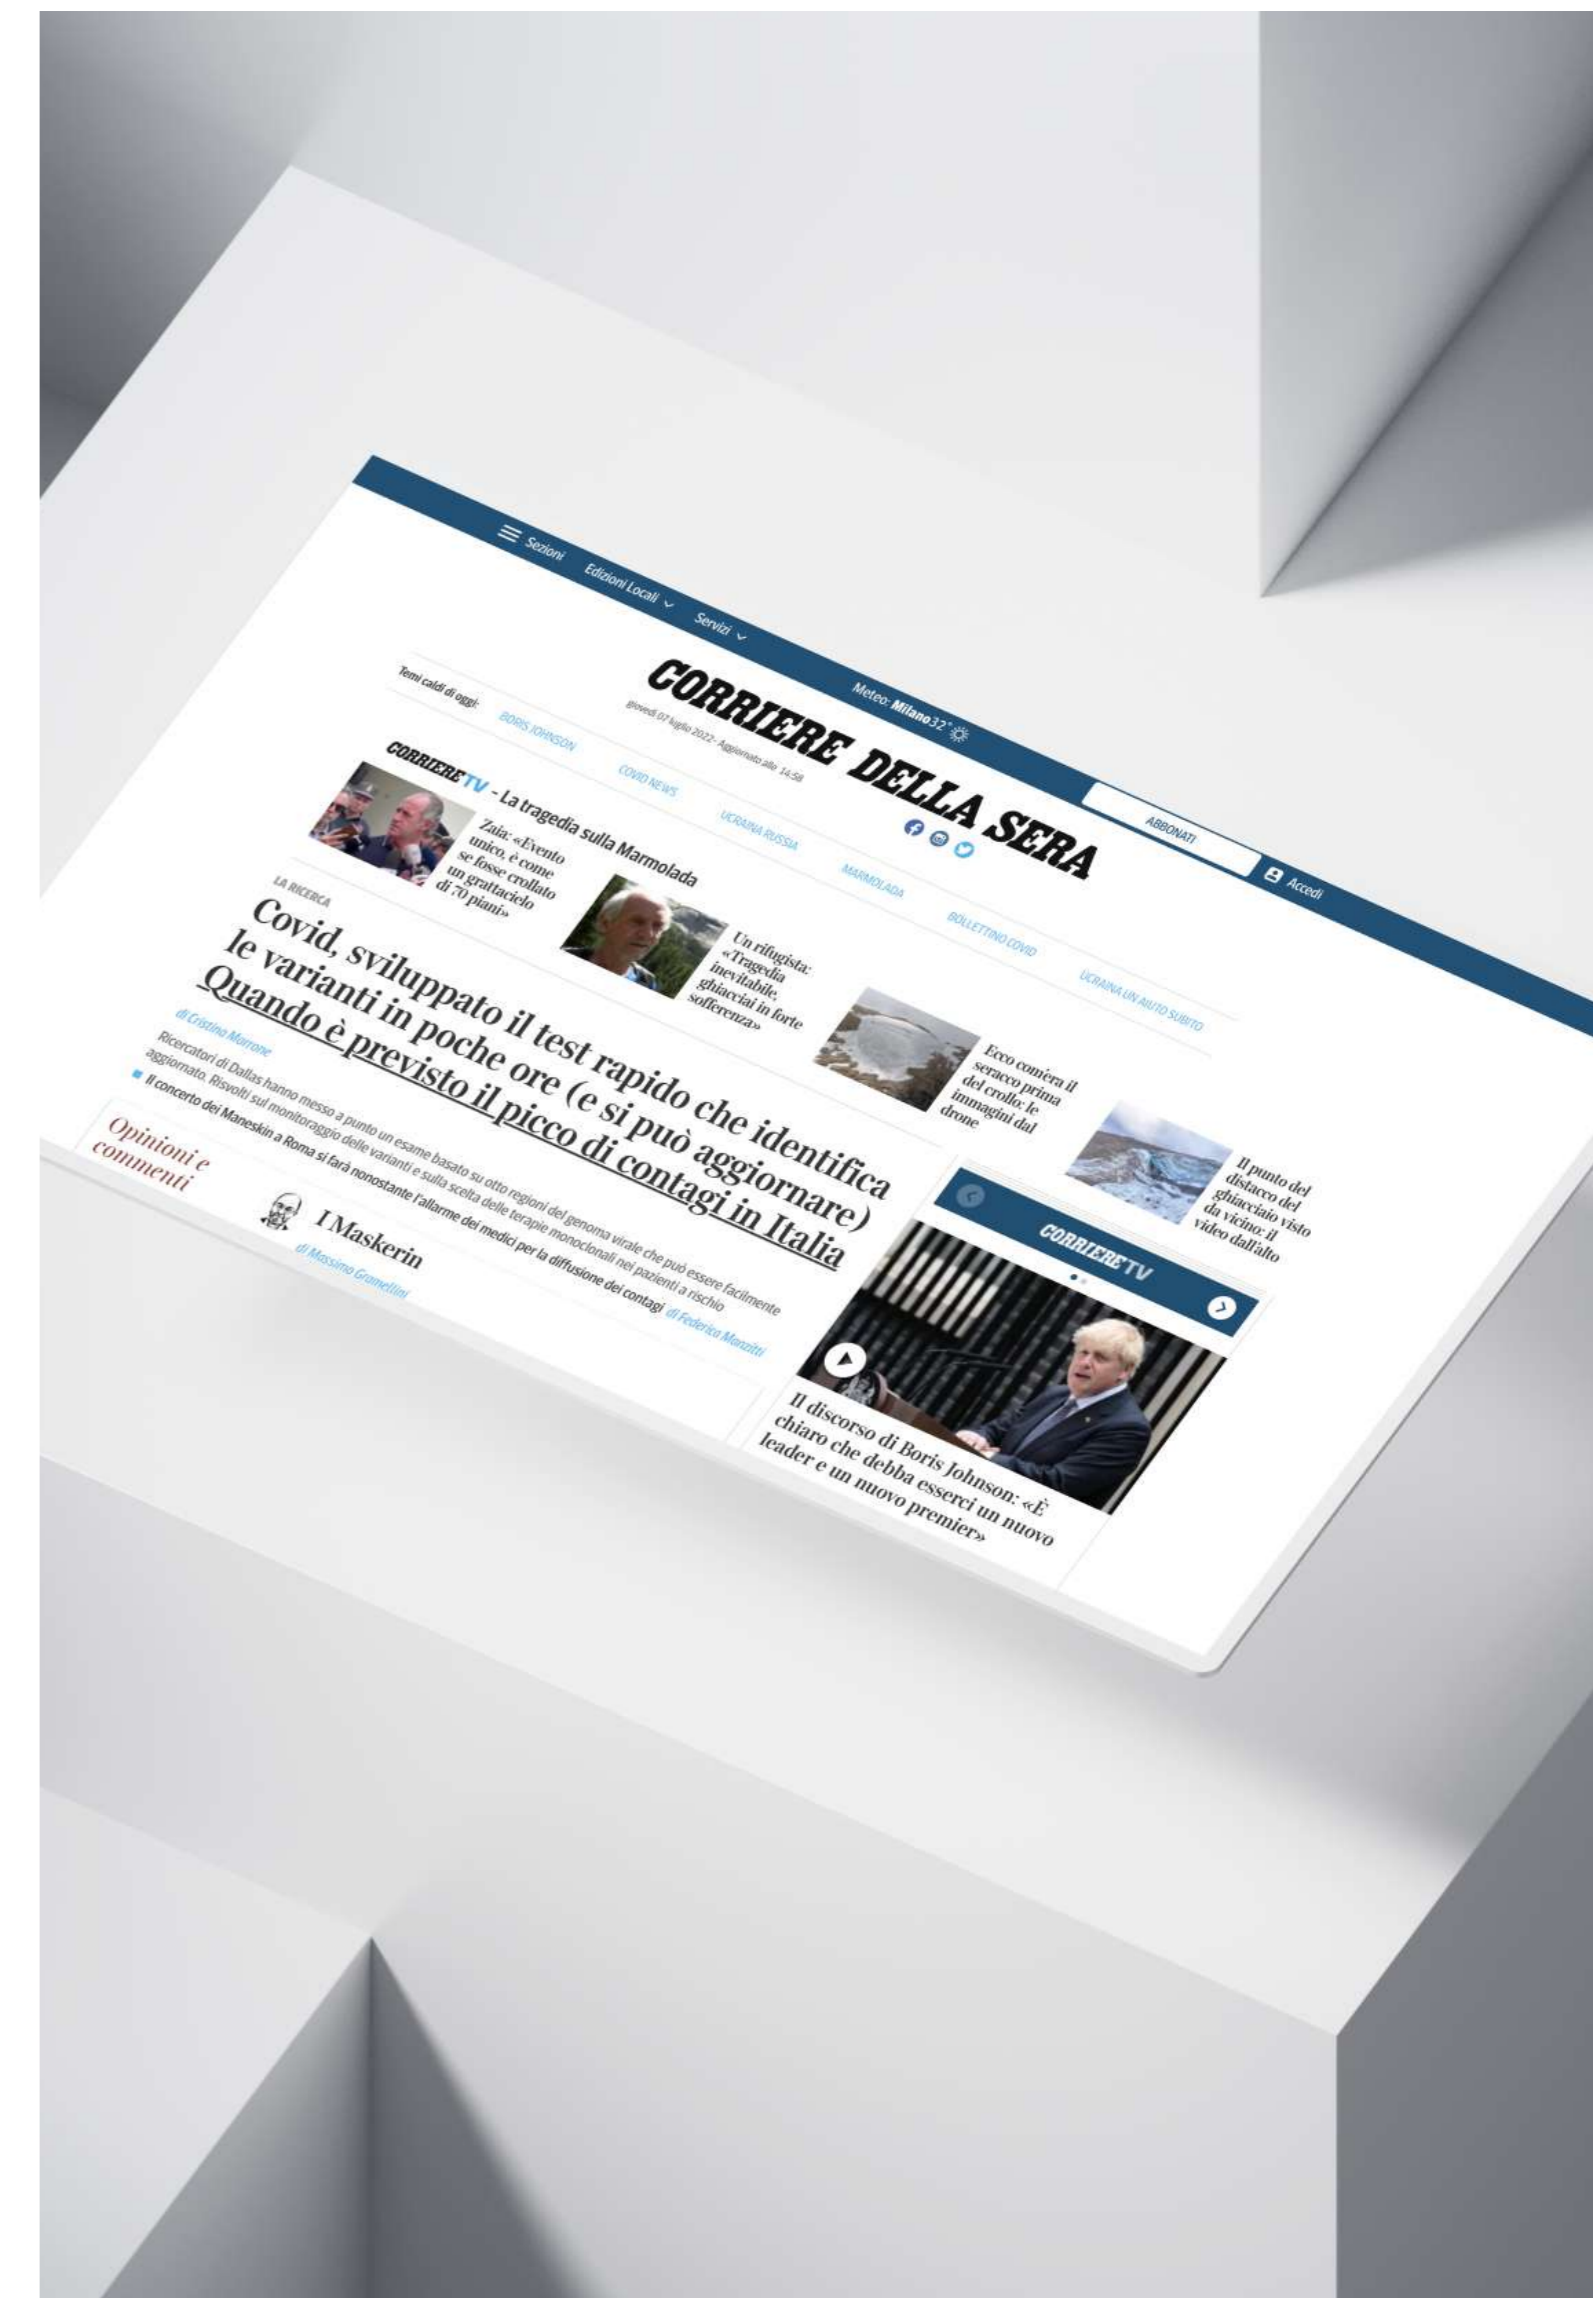 Sezioni
Edizioni Locali
Servizi
Meteo: Milano 32°
ABBONATI
Accedi
CORRIERE DELLA SERA
giovedì 07 luglio 2022 - Aggiornato alle 14:58
Temi caldi di oggi:
BORIS JOHNSON
COVID NEWS
UCRAINA RUSSIA
MARMOLADA
BOLLETTINO COVID
UCRAINA UN AIUTO SUBITO
CORRIERE TV - La tragedia sulla Marmolada
Zaia: «Evento
unico, è come
se fosse crollato
un grattacielo
di 70 piani»
Un rifugista:
«Tragedia
inevitabile,
ghiacciai in forte
sofferenza»
Ecco com'era il
seracco prima
del crollo: le
immagini dal
drone
Il punto del
distacco del
ghiacciaio visto
da vicino: il
video dall'alto
LA RICERCA
Covid, sviluppato il test rapido che identifica
le varianti in poche ore (e si può aggiornare)
Quando è previsto il picco di contagi in Italia
di Cristina Marrone
Ricercatori di Dallas hanno messo a punto un esame basato su otto regioni del genoma virale che può essere facilmente
aggiornato. Risvolti sul monitoraggio delle varianti e sulla scelta delle terapie monoclonali nei pazienti a rischio
Il concerto dei Maneskin a Roma si farà nonostante l'allarme dei medici per la diffusione dei contagi di Federica Manzitti
Opinioni e
commenti
I Maskerin
di Massimo Gramellini
CORRIERE TV
Il discorso di Boris Johnson: «È
chiaro che debba esserci un nuovo
leader e un nuovo premier»